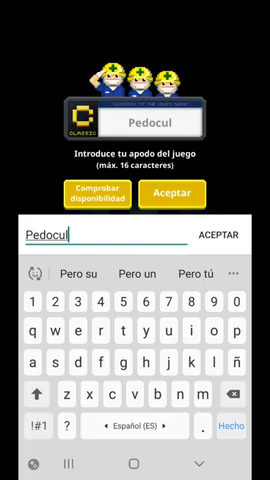 C
CLASSIC
Pedocul
Introduce tu apodo del juego
(máx. 16 caracteres)
Comprobar
disponibilidad
Aceptar
Pedocul
ACEPTAR
Pero su
Pero un
Pero tú
1 2 3 4 5 6 7 8 9 0
q w e r t y u i o p
a s d f g h j k l ñ
z x c v b n m
!#1 ? Español (ES) . Hecho